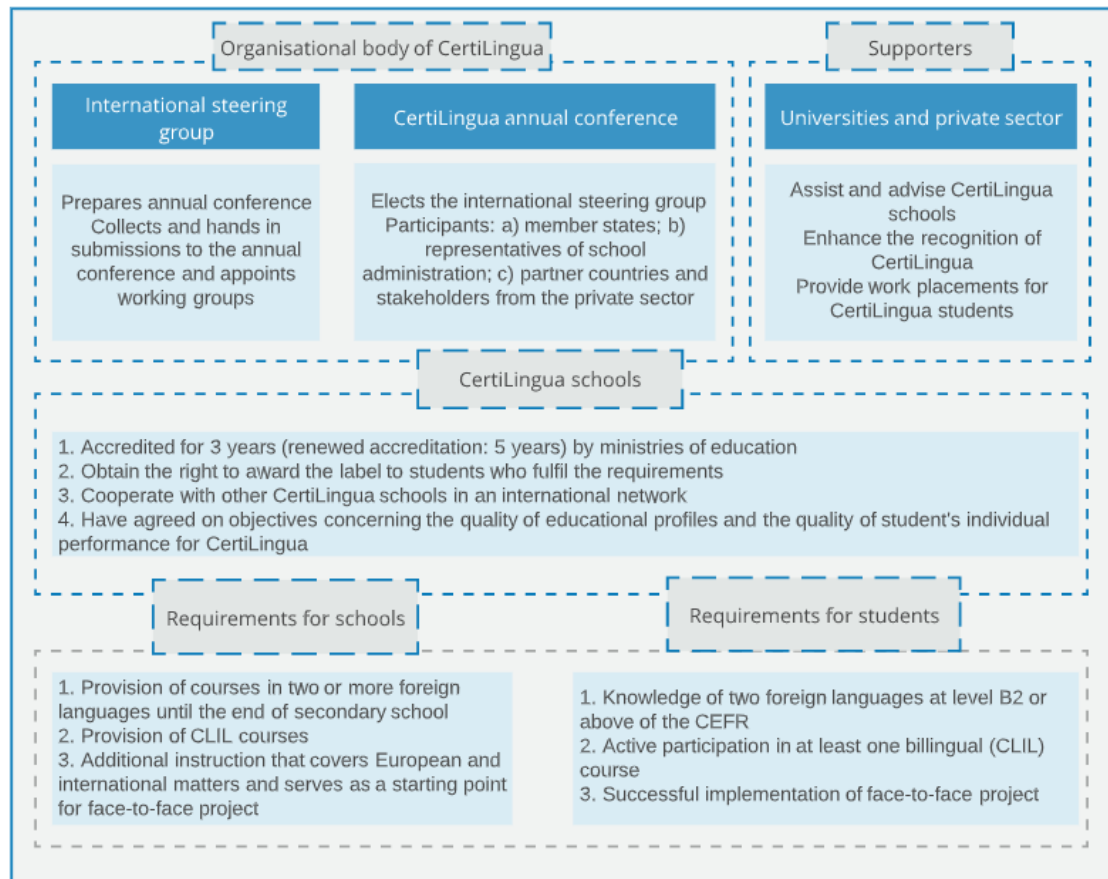 Organisational body of CertiLingua
Supporters
International steering
group
CertiLingua annual conference
Universities and private sector
Prepares annual conference
Collects and hands in
submissions to the annual
conference and appoints
working groups
Elects the international steering group
Participants: a) member states; b)
representatives of school
administration; c) partner countries and
stakeholders from the private sector
Assist and advise CertiLingua
schools
Enhance the recognition of
CertiLingua
Provide work placements for
CertiLingua students
CertiLingua schools
1. Accredited for 3 years (renewed accreditation: 5 years) by ministries of education
2. Obtain the right to award the label to students who fulfil the requirements
3. Cooperate with other CertiLingua schools in an international network
4. Have agreed on objectives concerning the quality of educational profiles and the quality of student's individual
performance for CertiLingua
Requirements for schools
Requirements for students
1. Provision of courses in two or more foreign
languages until the end of secondary school
2. Provision of CLIL courses
3. Additional instruction that covers European and
international matters and serves as a starting point
for face-to-face project
1. Knowledge of two foreign languages at level B2 or
above of the CEFR
2. Active participation in at least one billingual (CLIL)
course
3. Successful implementation of face-to-face project